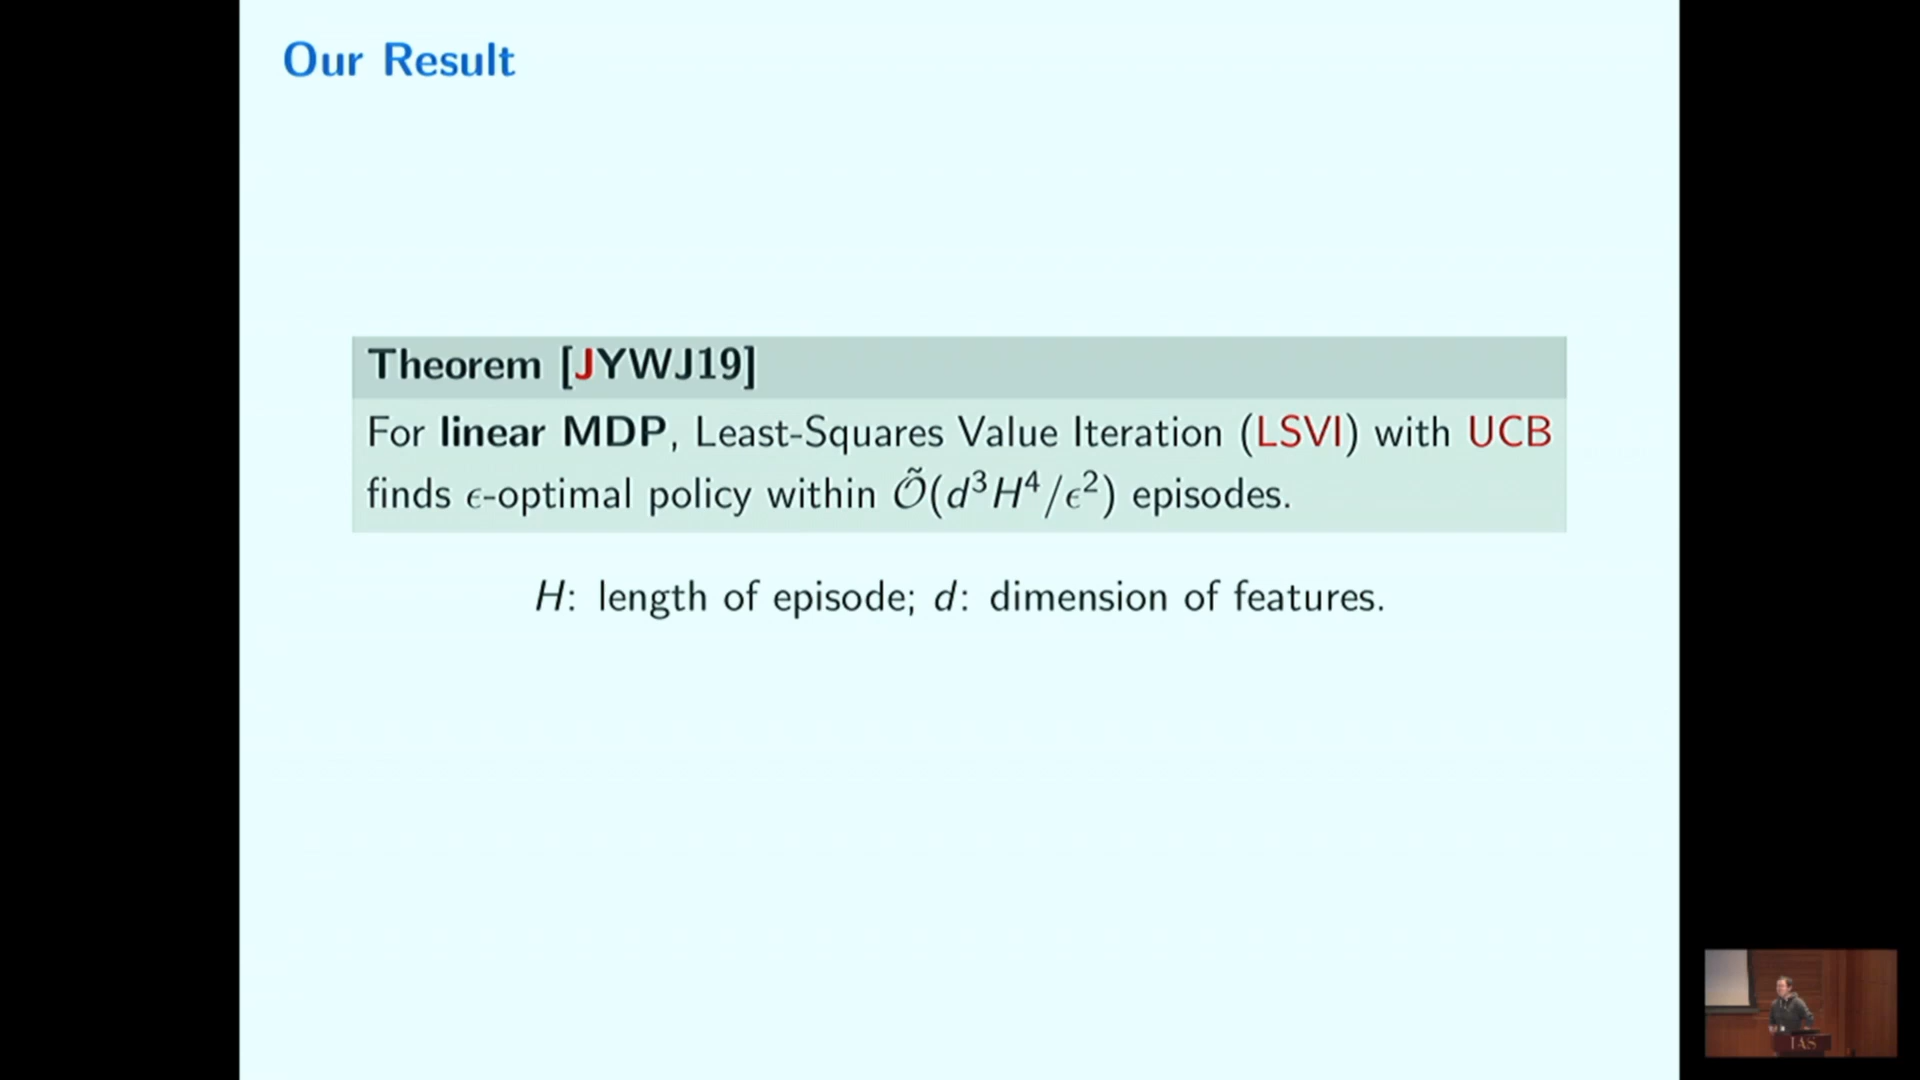 Our Result
Theorem [JYWJ19]
For linear MDP, Least-Squares Value Iteration (LSVI) with UCB
finds ϵ-optimal policy within Õ(d³H⁴/ϵ²) episodes.
H: length of episode; d: dimension of features.
IAS